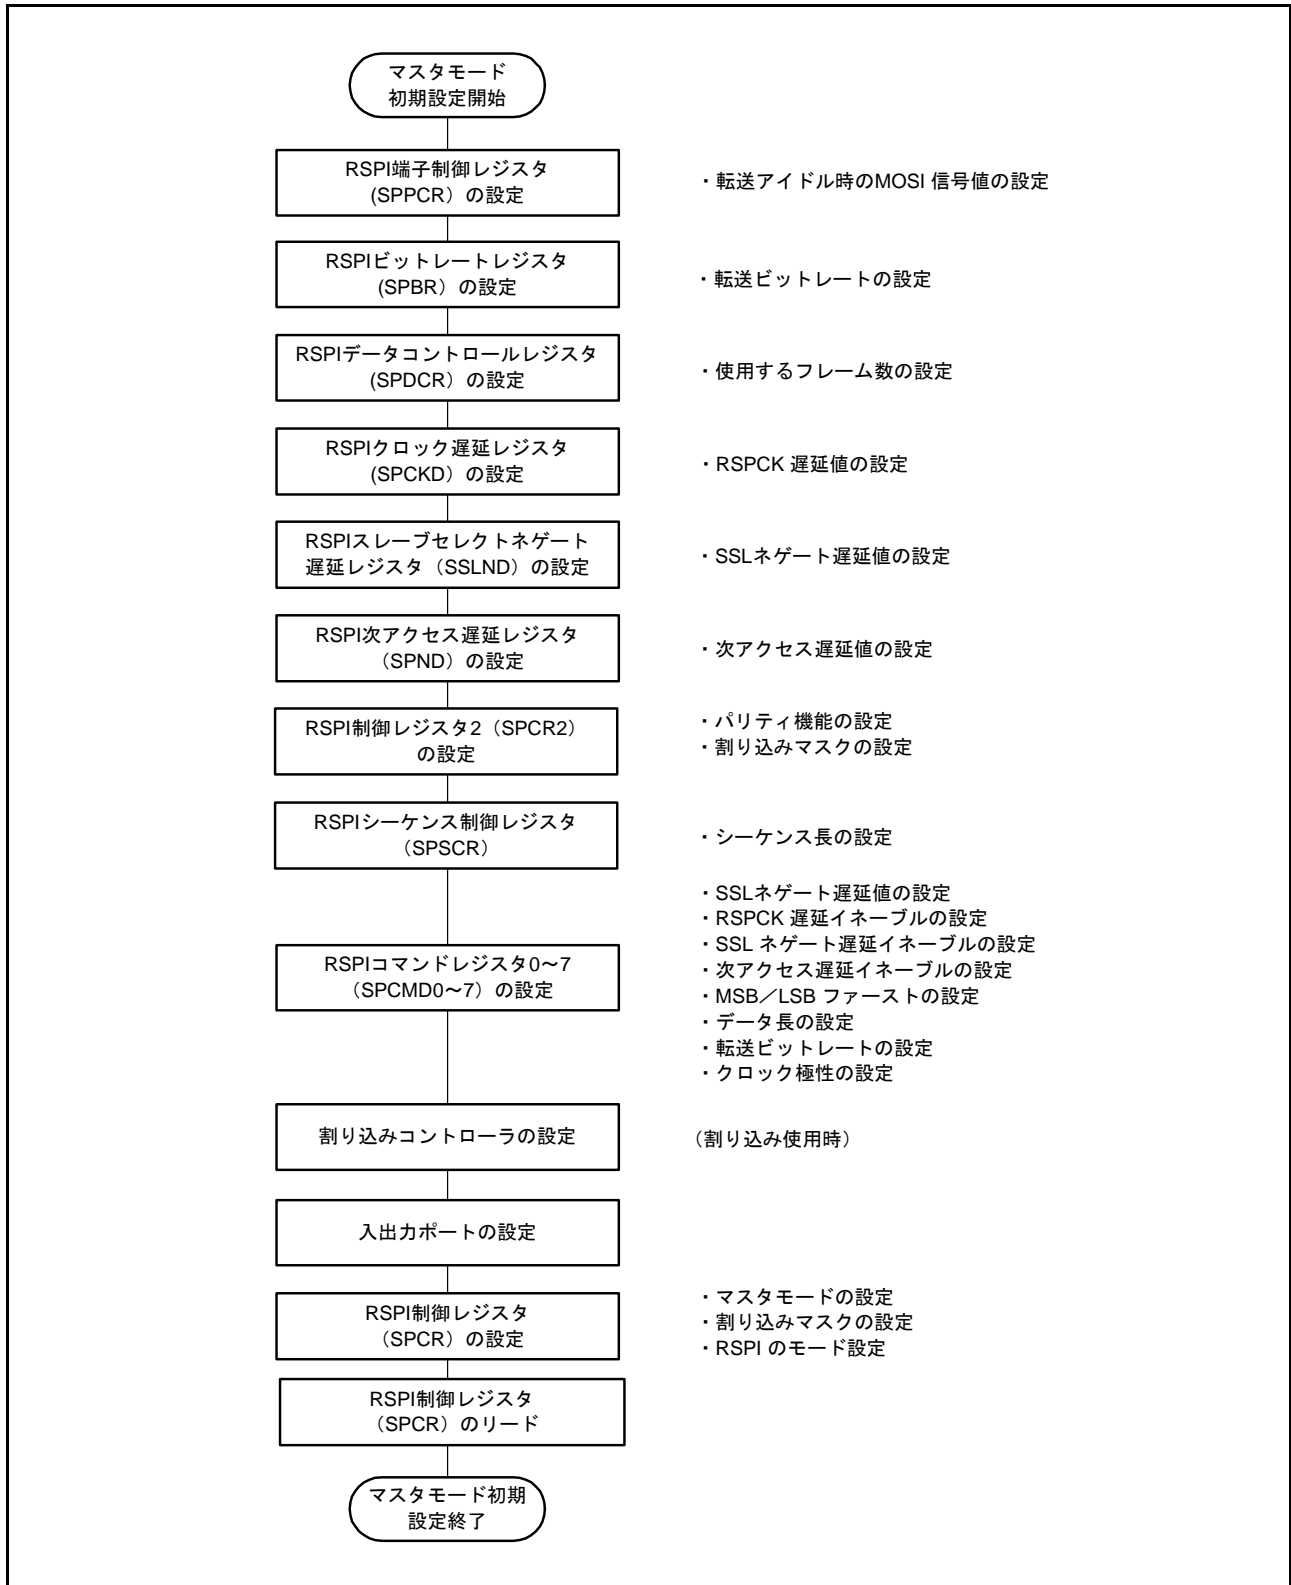 マスタモード
初期設定開始
RSPI端子制御レジスタ
(SPPCR）の設定
・転送アイドル時のMOSI 信号値の設定
RSPIビットレートレジスタ
(SPBR）の設定
・転送ビットレートの設定
RSPIデータコントロールレジスタ
(SPDCR）の設定
・使用するフレーム数の設定
RSPIクロック遅延レジスタ
(SPCKD）の設定
・RSPCK 遅延値の設定
RSPIスレーブセレクトネゲート
遅延レジスタ（SSLND）の設定
・SSLネゲート遅延値の設定
RSPI次アクセス遅延レジスタ
（SPND）の設定
・次アクセス遅延値の設定
RSPI制御レジスタ2（SPCR2）
の設定
・パリティ機能の設定
・割り込みマスクの設定
RSPIシーケンス制御レジスタ
（SPSCR）
・シーケンス長の設定
RSPIコマンドレジスタ0～7
（SPCMD0～7）の設定
・SSLネゲート遅延値の設定
・RSPCK 遅延イネーブルの設定
・SSL ネゲート遅延イネーブルの設定
・次アクセス遅延イネーブルの設定
・MSB／LSB ファーストの設定
・データ長の設定
・転送ビットレートの設定
・クロック極性の設定
割り込みコントローラの設定
（割り込み使用時）
入出力ポートの設定
RSPI制御レジスタ
（SPCR）の設定
・マスタモードの設定
・割り込みマスクの設定
・RSPI のモード設定
RSPI制御レジスタ
（SPCR）のリード
マスタモード初期
設定終了